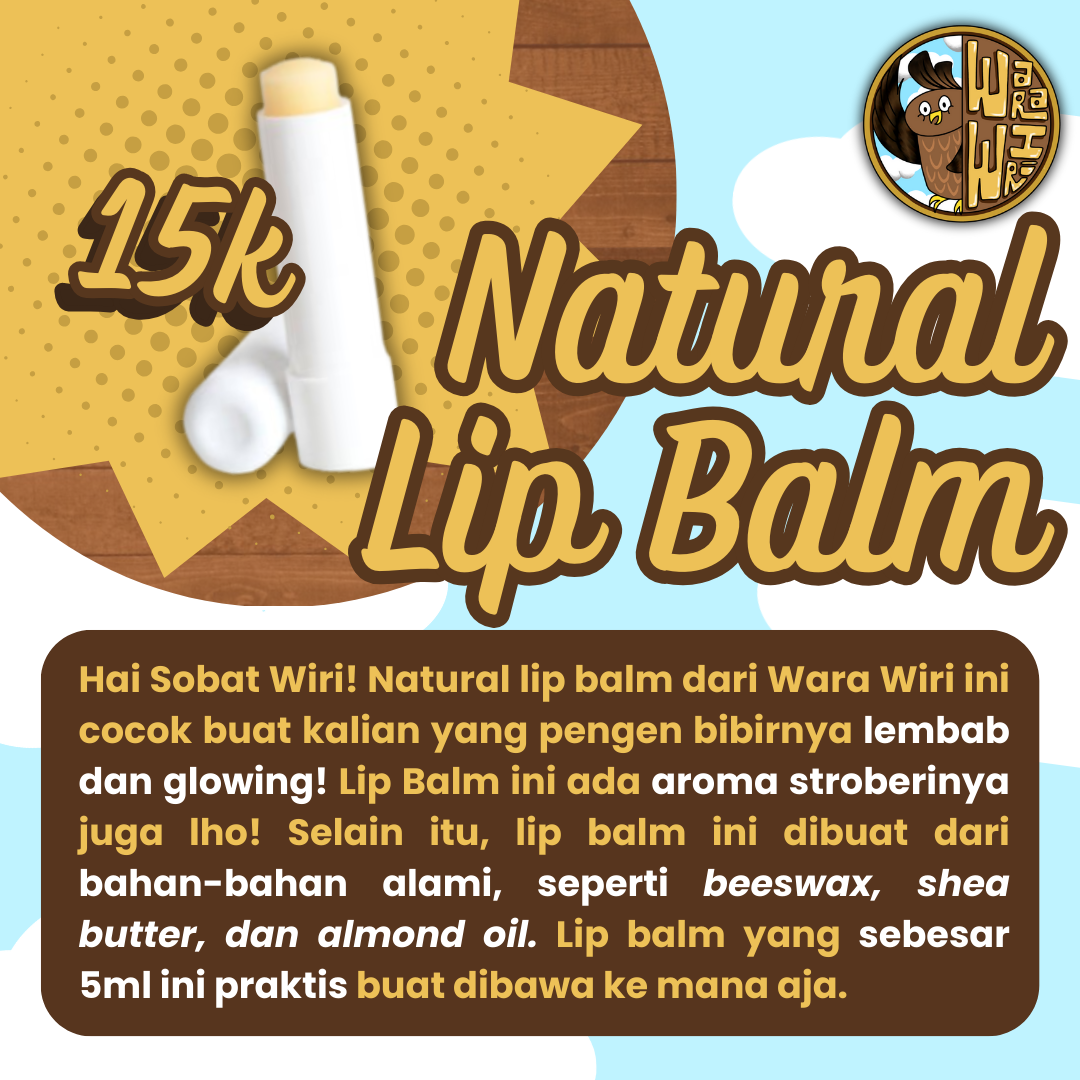 Wara
Wiri
15k
Natural
Lip Balm
Hai Sobat Wiri! Natural lip balm dari Wara Wiri ini
cocok buat kalian yang pengen bibirnya lembab
dan glowing! Lip Balm ini ada aroma stroberinya
juga lho! Selain itu, lip balm ini dibuat dari
bahan-bahan alami, seperti beeswax, shea
butter, dan almond oil. Lip balm yang sebesar
5ml ini praktis buat dibawa ke mana aja.